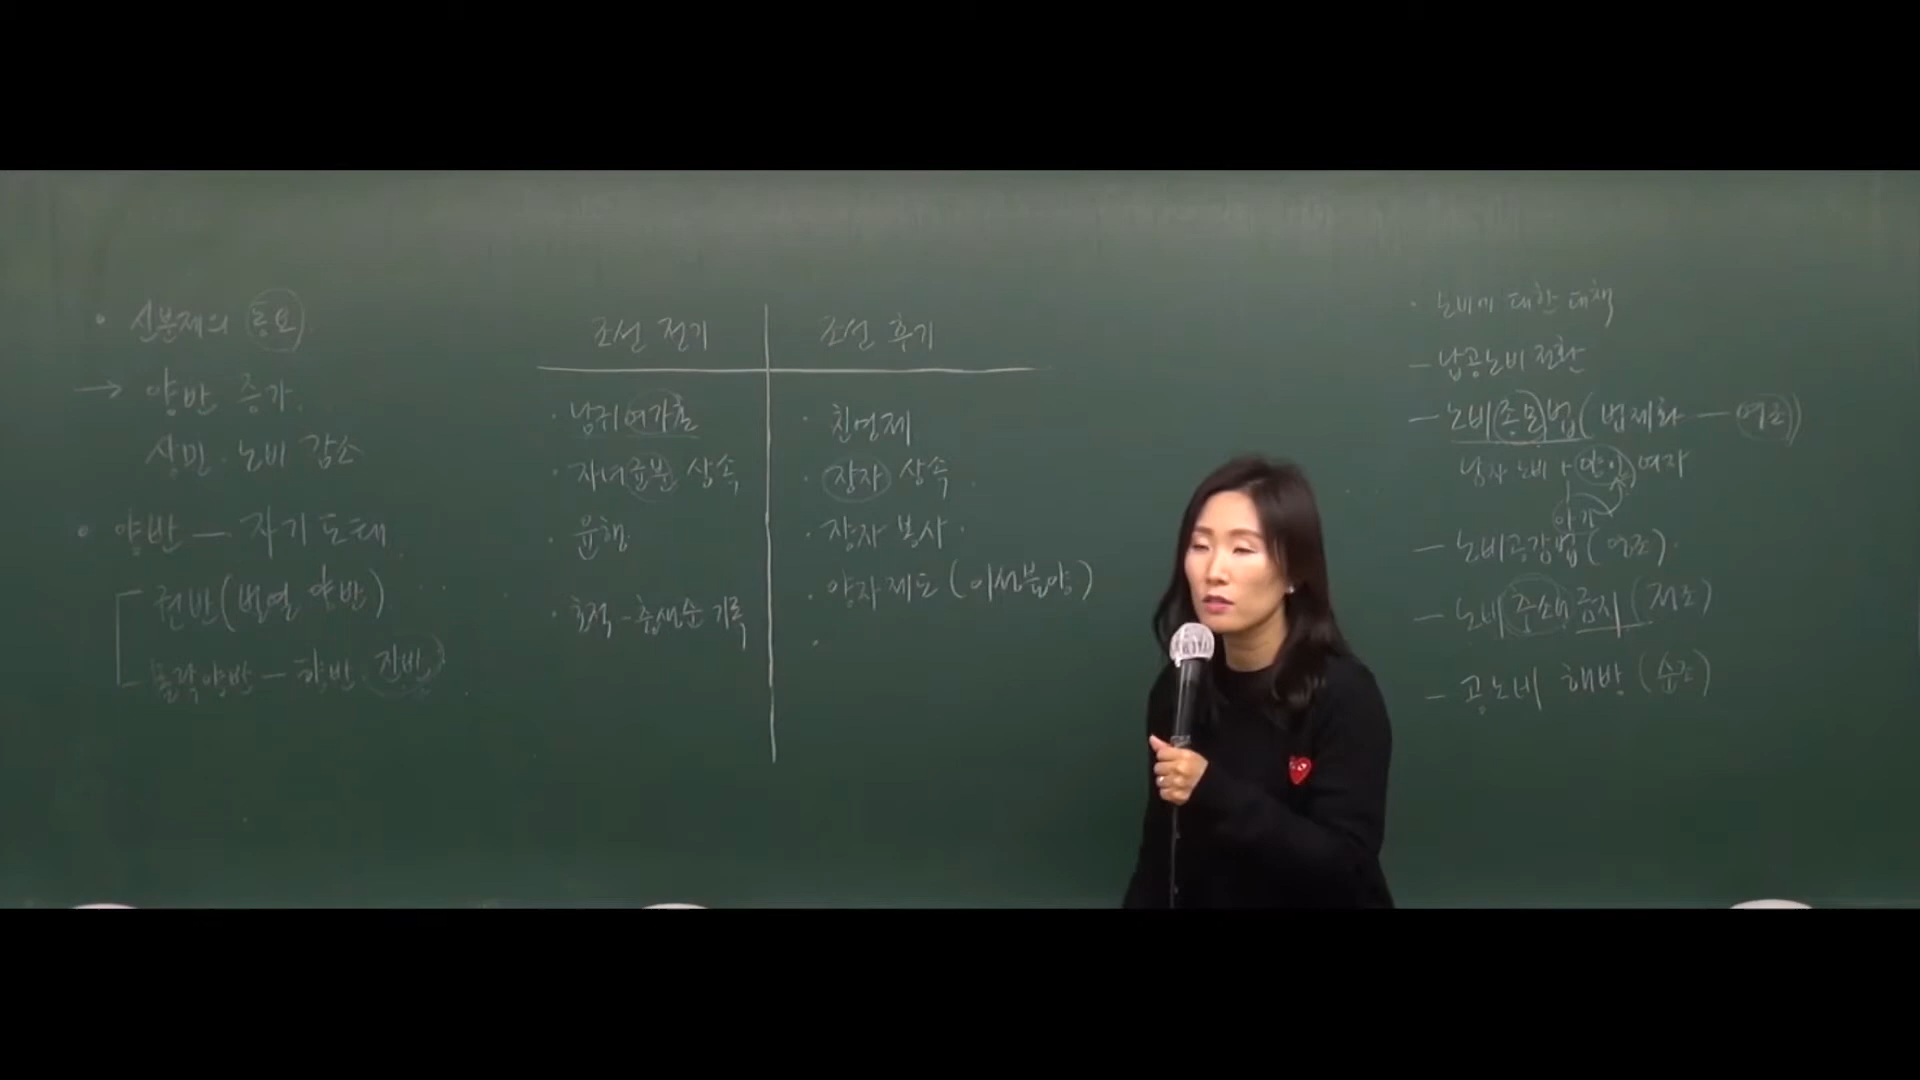 · 신분제의 동요
→ 양반 증가
상민·노비 감소
· 양반 — 자기 도태
권반(벌열 양반)
몰락양반 — 향반·잔반
조선 전기
· 남귀여가혼
· 자녀균분 상속
· 윤행
· 호적 - 출생순 기록
조선 후기
· 친영제
· 장자 상속
· 장자 봉사
· 양자제도 (이성불양)
·
· 노비에 대한 대책
— 납공노비 전환
— 노비종모법 (법제화 — 영조)
남자 노비 + 양인 여자
아기
— 노비공감법 (영조)
— 노비 추쇄 금지 (정조)
— 공노비 해방 (순조)